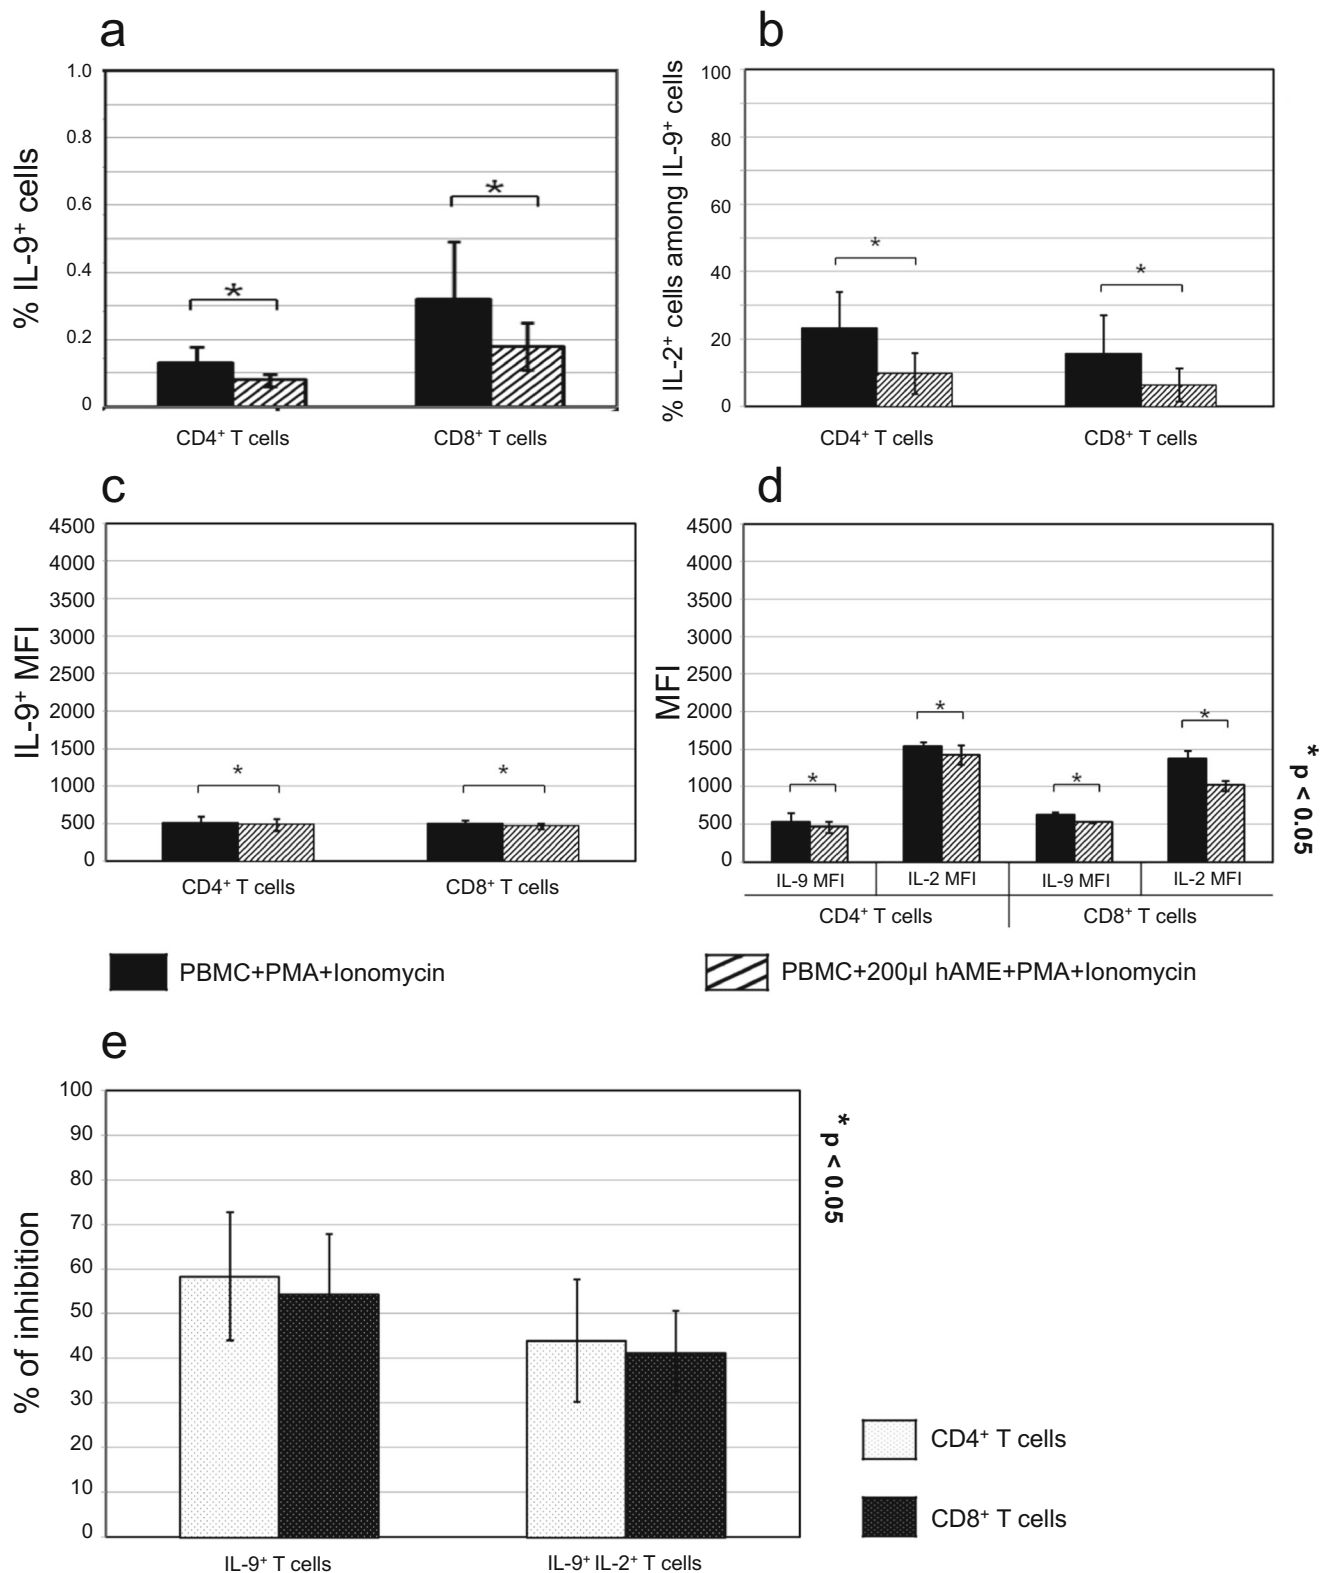 a
% IL-9⁺ cells
1.0
0.8
0.6
0.4
0.2
0
*
*
CD4⁺ T cells
CD8⁺ T cells
b
% IL-2⁺ cells among IL-9⁺ cells
100
80
60
40
20
0
*
*
CD4⁺ T cells
CD8⁺ T cells
c
IL-9⁺ MFI
4500
4000
3500
3000
2500
2000
1500
1000
500
0
*
*
CD4⁺ T cells
CD8⁺ T cells
d
MFI
4500
4000
3500
3000
2500
2000
1500
1000
500
0
*
*
*
*
IL-9 MFI
IL-2 MFI
IL-9 MFI
IL-2 MFI
CD4⁺ T cells
CD8⁺ T cells
* p < 0.05
PBMC+PMA+Ionomycin
PBMC+200µl hAME+PMA+Ionomycin
e
% of inhibition
100
90
80
70
60
50
40
30
20
10
0
IL-9⁺ T cells
IL-9⁺ IL-2⁺ T cells
* p < 0.05
CD4⁺ T cells
CD8⁺ T cells